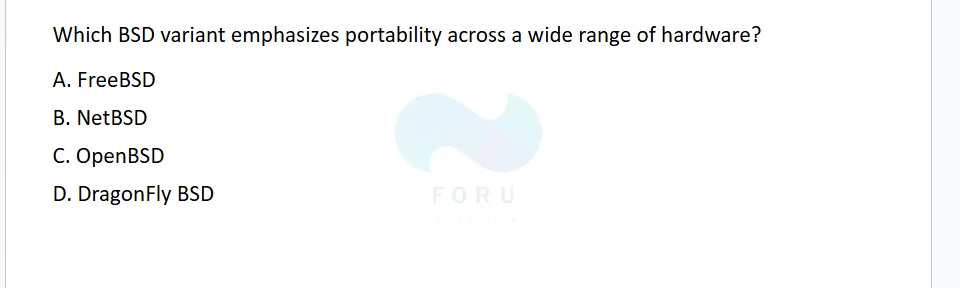 Which BSD variant emphasizes portability across a wide range of hardware?
A. FreeBSD
B. NetBSD
C. OpenBSD
D. DragonFly BSD
FORU